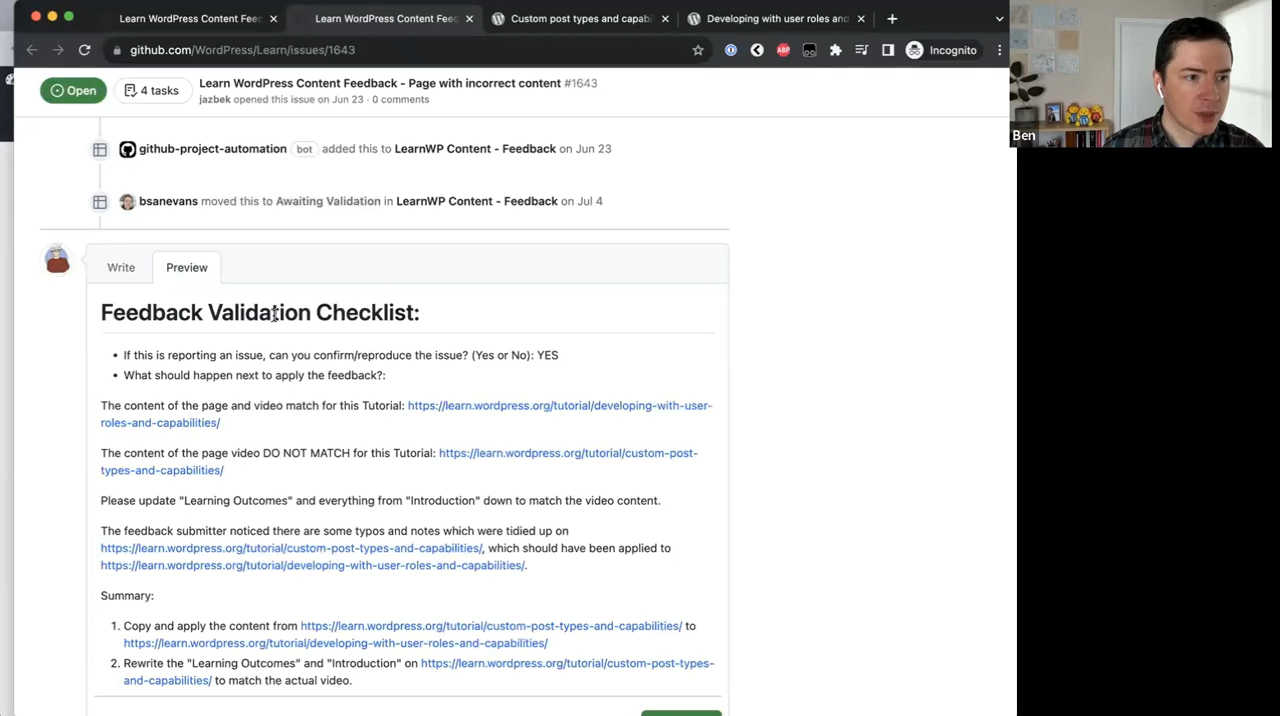 Learn WordPress Content Feed
Learn WordPress Content Feed
Custom post types and capabi
Developing with user roles and
github.com/WordPress/Learn/issues/1643
ABP
Incognito
Open
4 tasks
Learn WordPress Content Feedback - Page with incorrect content #1643
jazbek opened this issue on Jun 23 · 0 comments
github-project-automation bot added this to LearnWP Content - Feedback on Jun 23
bsanevans moved this to Awaiting Validation in LearnWP Content - Feedback on Jul 4
Write
Preview
Feedback Validation Checklist:
• If this is reporting an issue, can you confirm/reproduce the issue? (Yes or No): YES
• What should happen next to apply the feedback?:
The content of the page and video match for this Tutorial: https://learn.wordpress.org/tutorial/developing-with-user-
roles-and-capabilities/
The content of the page video DO NOT MATCH for this Tutorial: https://learn.wordpress.org/tutorial/custom-post-
types-and-capabilities/
Please update "Learning Outcomes" and everything from "Introduction" down to match the video content.
The feedback submitter noticed there are some typos and notes which were tidied up on
https://learn.wordpress.org/tutorial/custom-post-types-and-capabilities/, which should have been applied to
https://learn.wordpress.org/tutorial/developing-with-user-roles-and-capabilities/.
Summary:
1. Copy and apply the content from https://learn.wordpress.org/tutorial/custom-post-types-and-capabilities/ to
https://learn.wordpress.org/tutorial/developing-with-user-roles-and-capabilities/
2. Rewrite the "Learning Outcomes" and "Introduction" on https://learn.wordpress.org/tutorial/custom-post-types-
and-capabilities/ to match the actual video.
Ben